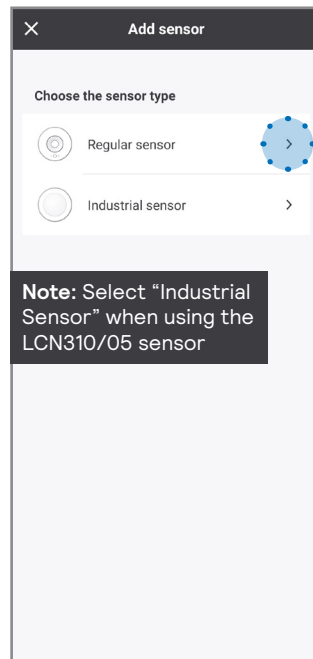 Add sensor
Choose the sensor type
Regular sensor
Industrial sensor
Note: Select “Industrial
Sensor” when using the
LCN310/05 sensor